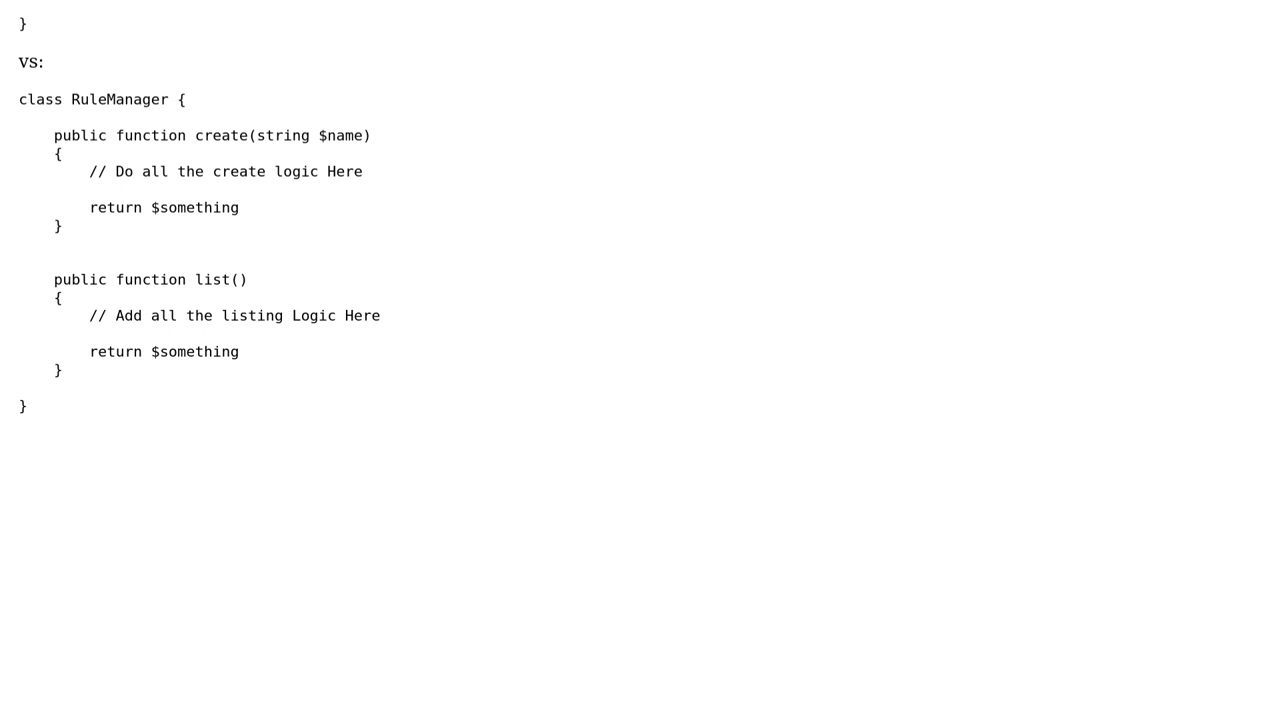 }
vs:
class RuleManager {
    public function create(string $name)
    {
        // Do all the create logic Here
        return $something
    }
    public function list()
    {
        // Add all the listing Logic Here
        return $something
    }
}